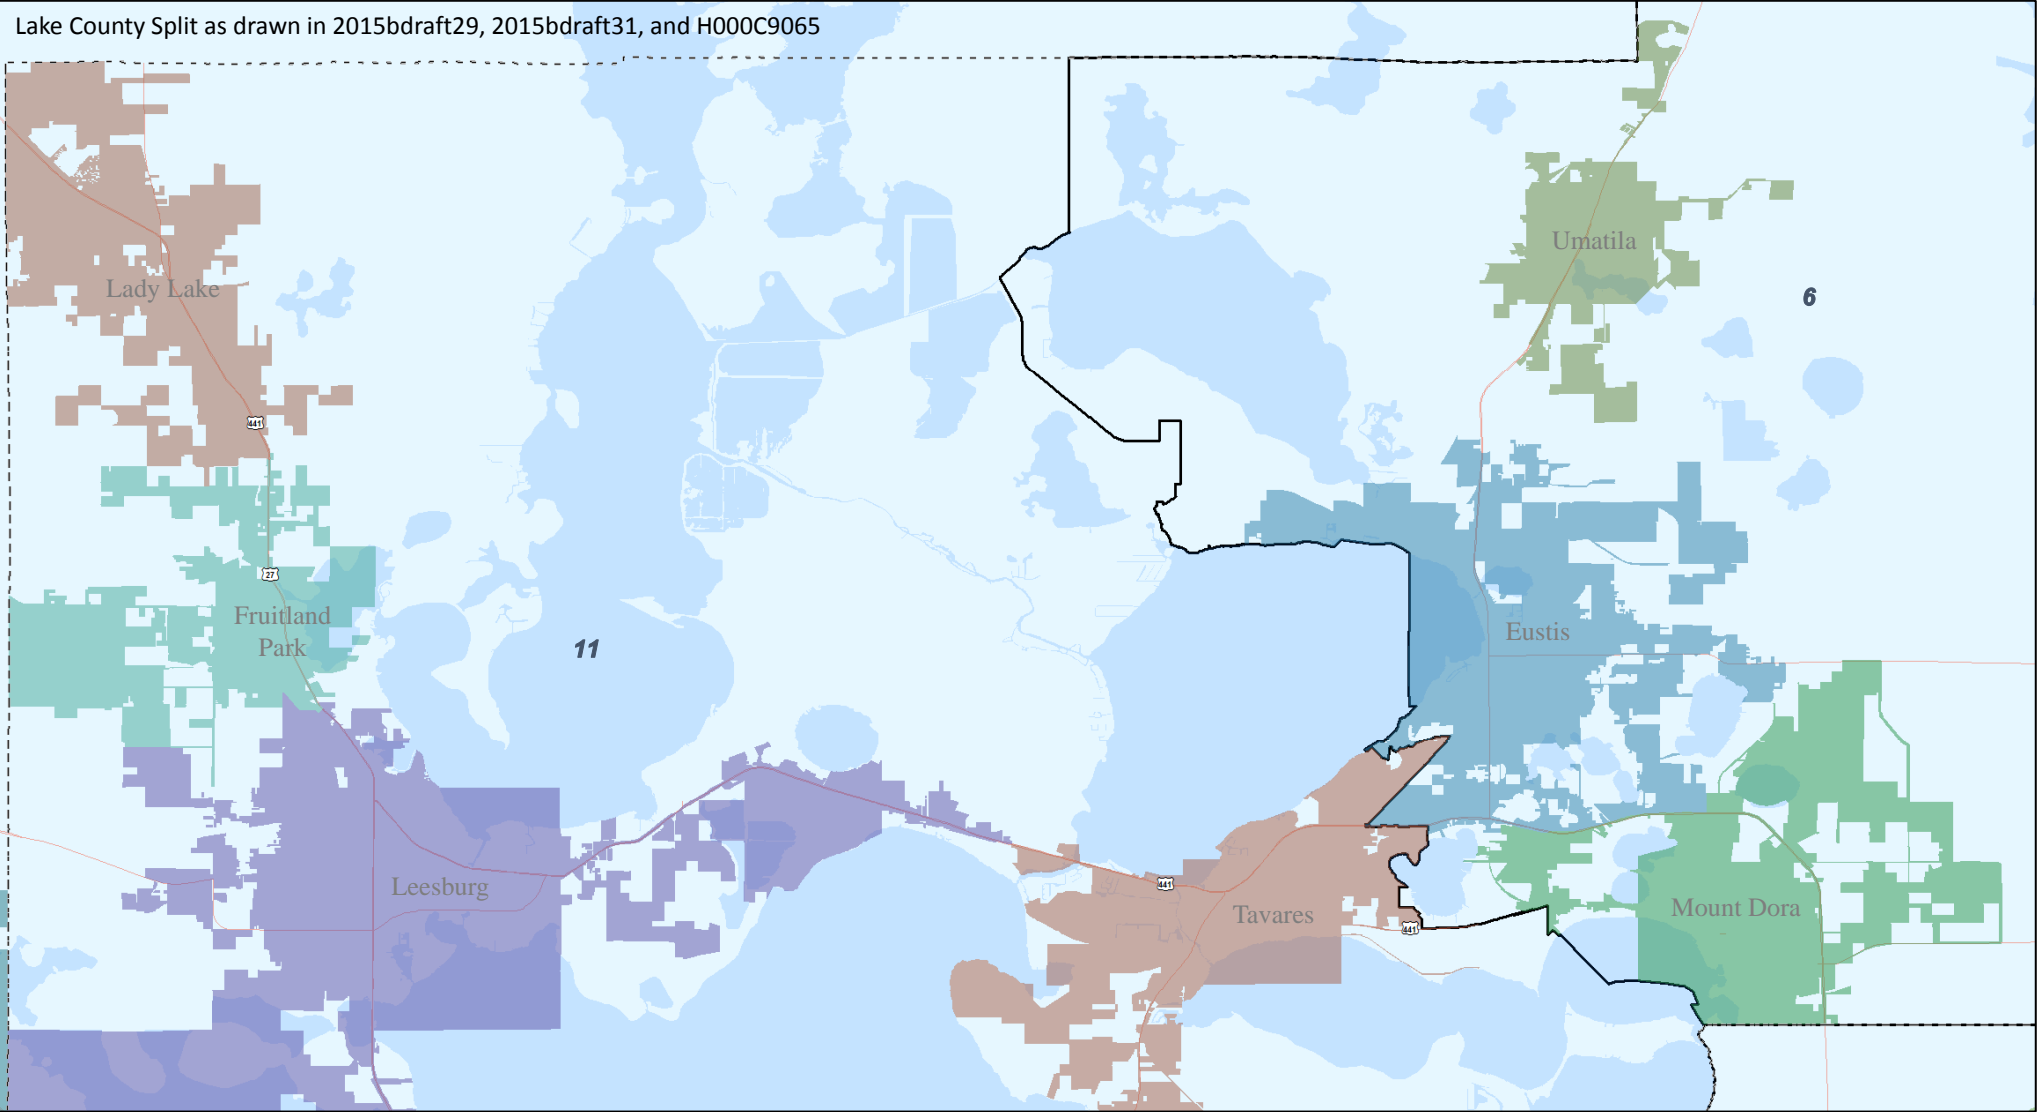 Lake County Split as drawn in 2015bdraft29, 2015bdraft31, and H000C9065
Umatila
Lady Lake
6
441
27
Fruitland
Park
11
Eustis
Leesburg
441
Tavares
Mount Dora
441